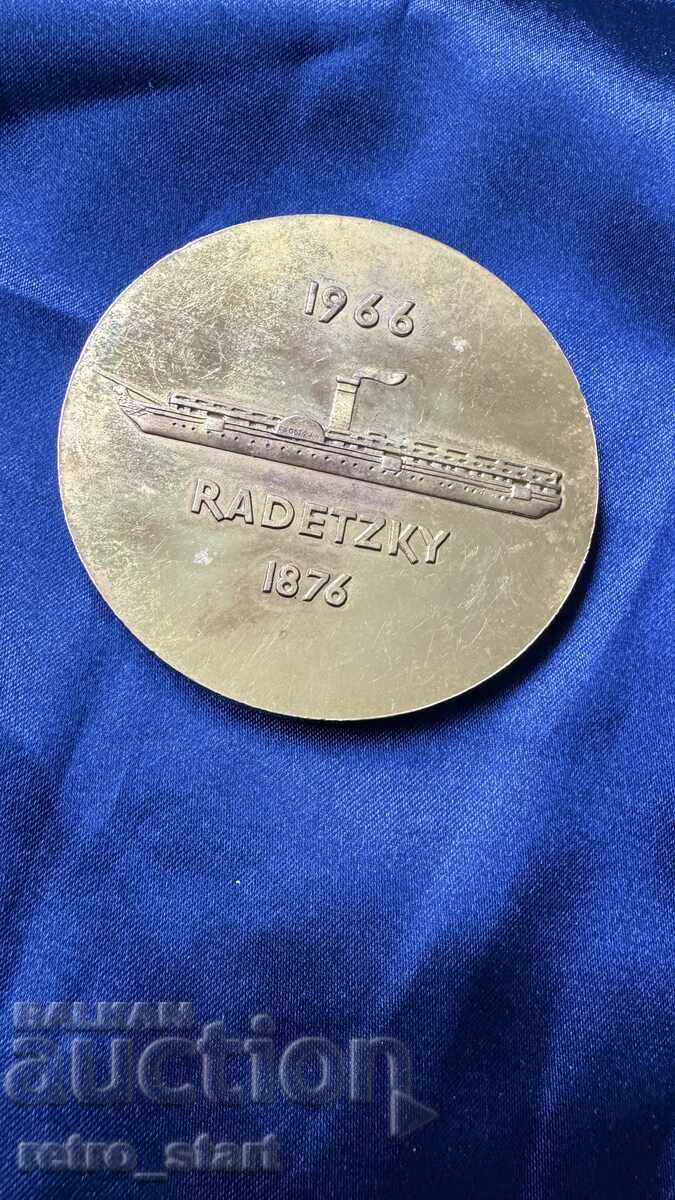 1966
RADETZKY
1876
BALKAN
auction
retro_start